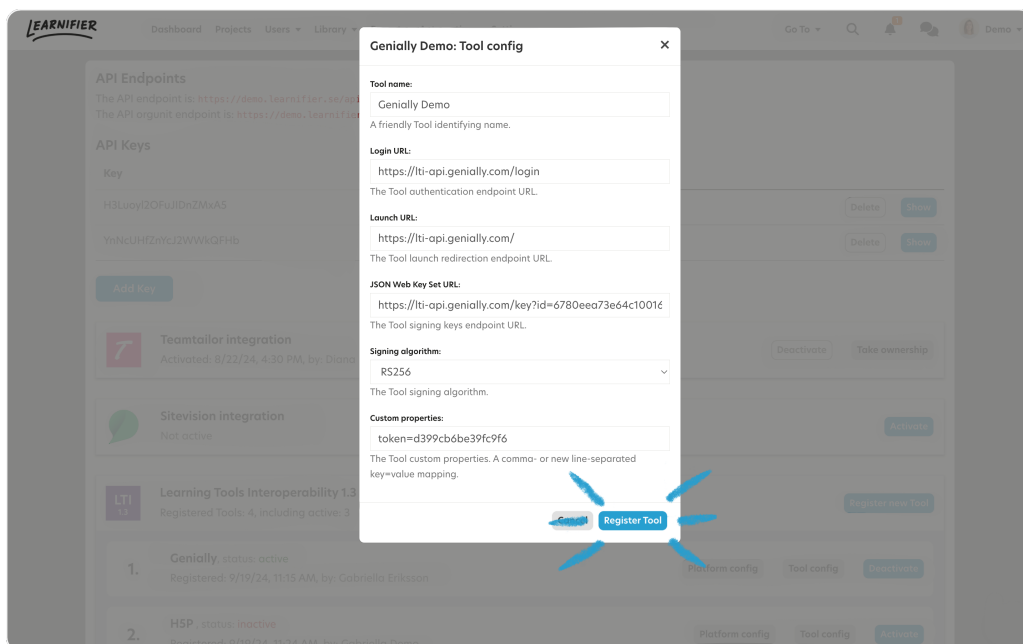 LEARNIFIER
Dashboard Projects Users Library
Go To
Demo
API Endpoints
The API endpoint is: https://demo.learnifier.se/api
The API orgunit endpoint is: https://demo.learnifier
API Keys
Key
Delete Show
Delete Show
Add Key
Teamtailor integration
Activated: 8/22/24, 4:30 PM, by: Diana
Deactivate Take ownership
Sitevision integration
Not active
Activate
LTI
1.3
Learning Tools Interoperability 1.3
Registered Tools: 4, including active: 3
Register new Tool
1. Genially, status: active
Registered: 9/19/24, 11:15 AM, by: Gabriella Eriksson
Platform config Tool config Deactivate
2. HSP, status: inactive
Platform config Tool config Activate
Genially Demo: Tool config
Tool name:
Genially Demo
A friendly Tool identifying name.
Login URL:
https://lti-api.genially.com/login
The Tool authentication endpoint URL.
Launch URL:
https://lti-api.genially.com/
The Tool launch redirection endpoint URL.
JSON Web Key Set URL:
https://lti-api.genially.com/key?id=6780eea73e64c10016
The Tool signing keys endpoint URL.
Signing algorithm:
RS256
The Tool signing algorithm.
Custom properties:
token=d399cb6be39fc9f6
The Tool custom properties. A comma- or new line-separated
key=value mapping.
Cancel Register Tool